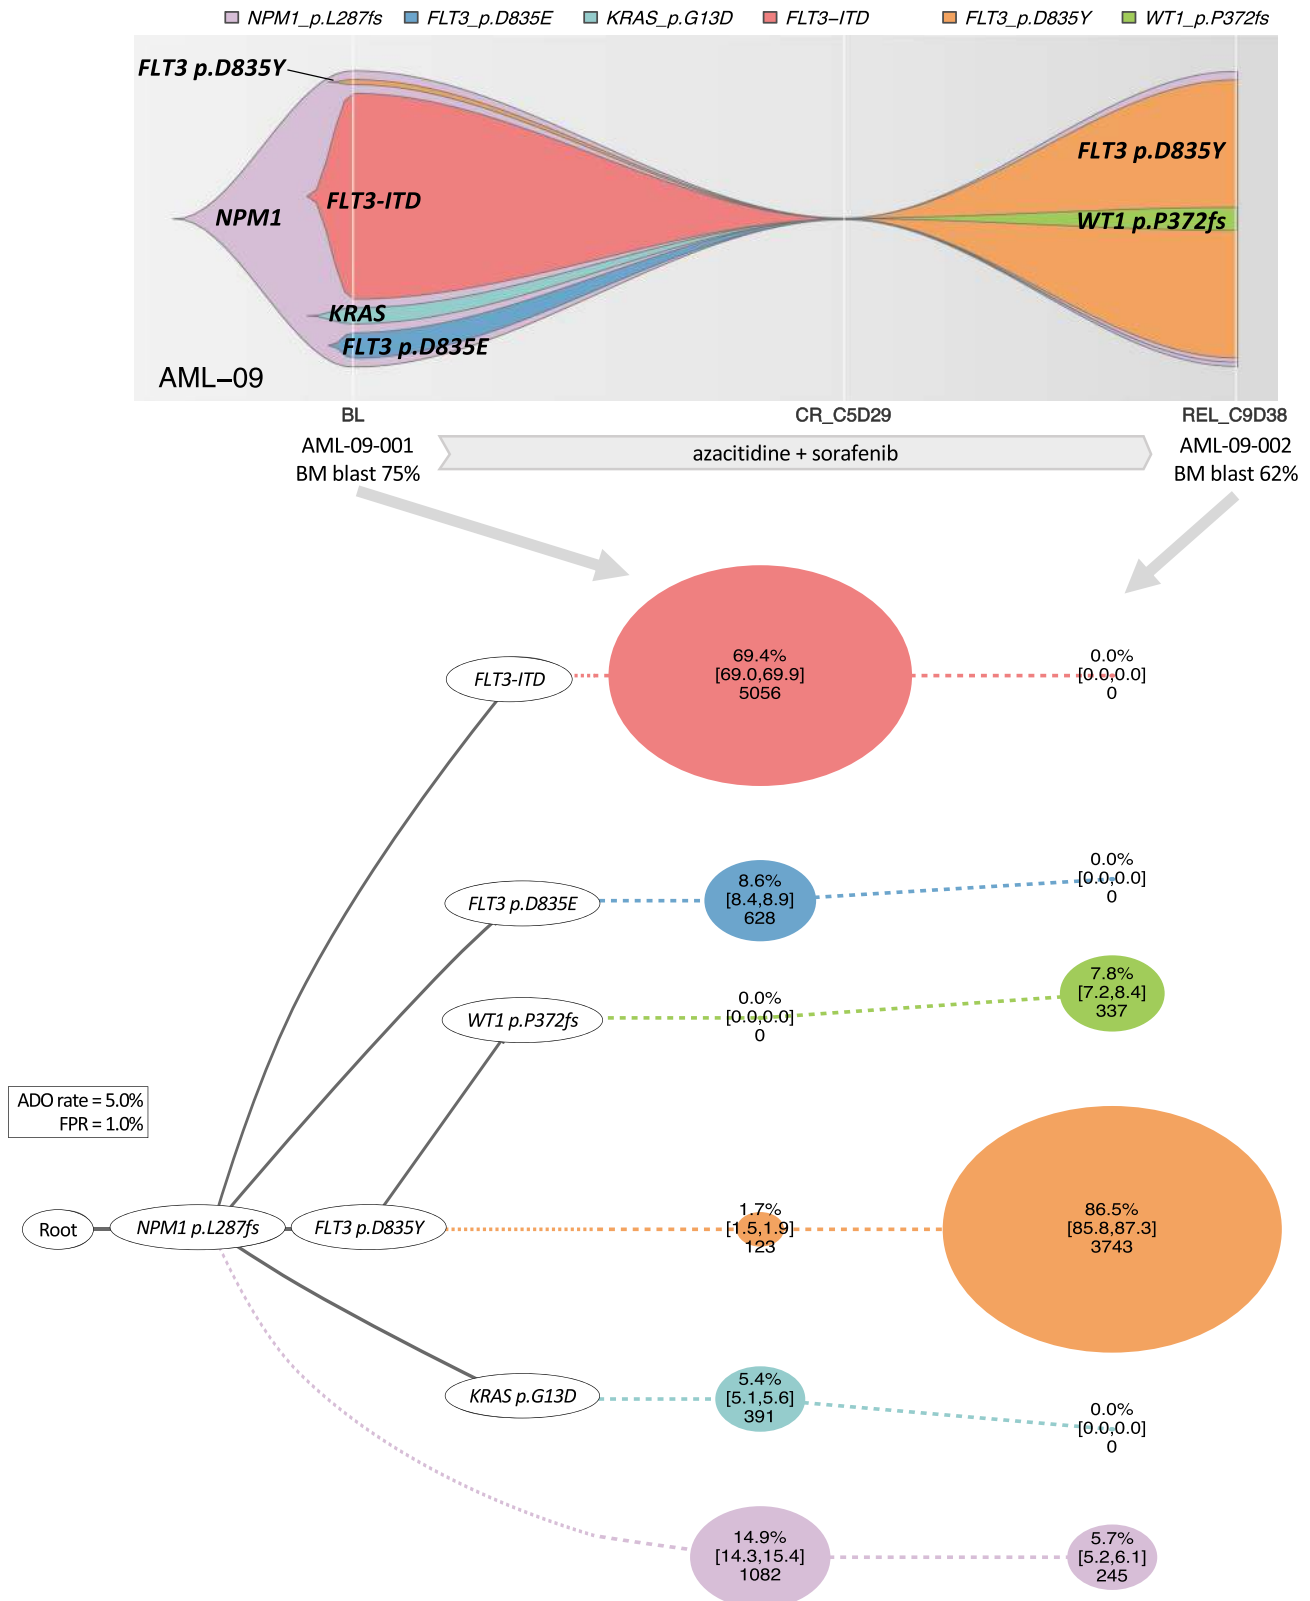 NPM1_p.L287fs FLT3_p.D835E KRAS_p.G13D FLT3–ITD FLT3_p.D835Y WT1_p.P372fs
FLT3 p.D835Y
FLT3 p.D835Y
FLT3-ITD
NPM1
WT1 p.P372fs
KRAS
FLT3 p.D835E
AML–09
BL CR_C5D29 REL_C9D38
AML-09-001
BM blast 75%
azacitidine + sorafenib
AML-09-002
BM blast 62%
FLT3-ITD
69.4%
[69.0,69.9]
5056
0.0%
[0.0,0.0]
0
FLT3 p.D835E
8.6%
[8.4,8.9]
628
0.0%
[0.0,0.0]
0
WT1 p.P372fs
0.0%
[0.0,0.0]
0
7.8%
[7.2,8.4]
337
ADO rate = 5.0%
FPR = 1.0%
Root
NPM1 p.L287fs
FLT3 p.D835Y
1.7%
[1.5,1.9]
123
86.5%
[85.8,87.3]
3743
KRAS p.G13D
5.4%
[5.1,5.6]
391
0.0%
[0.0,0.0]
0
14.9%
[14.3,15.4]
1082
5.7%
[5.2,6.1]
245